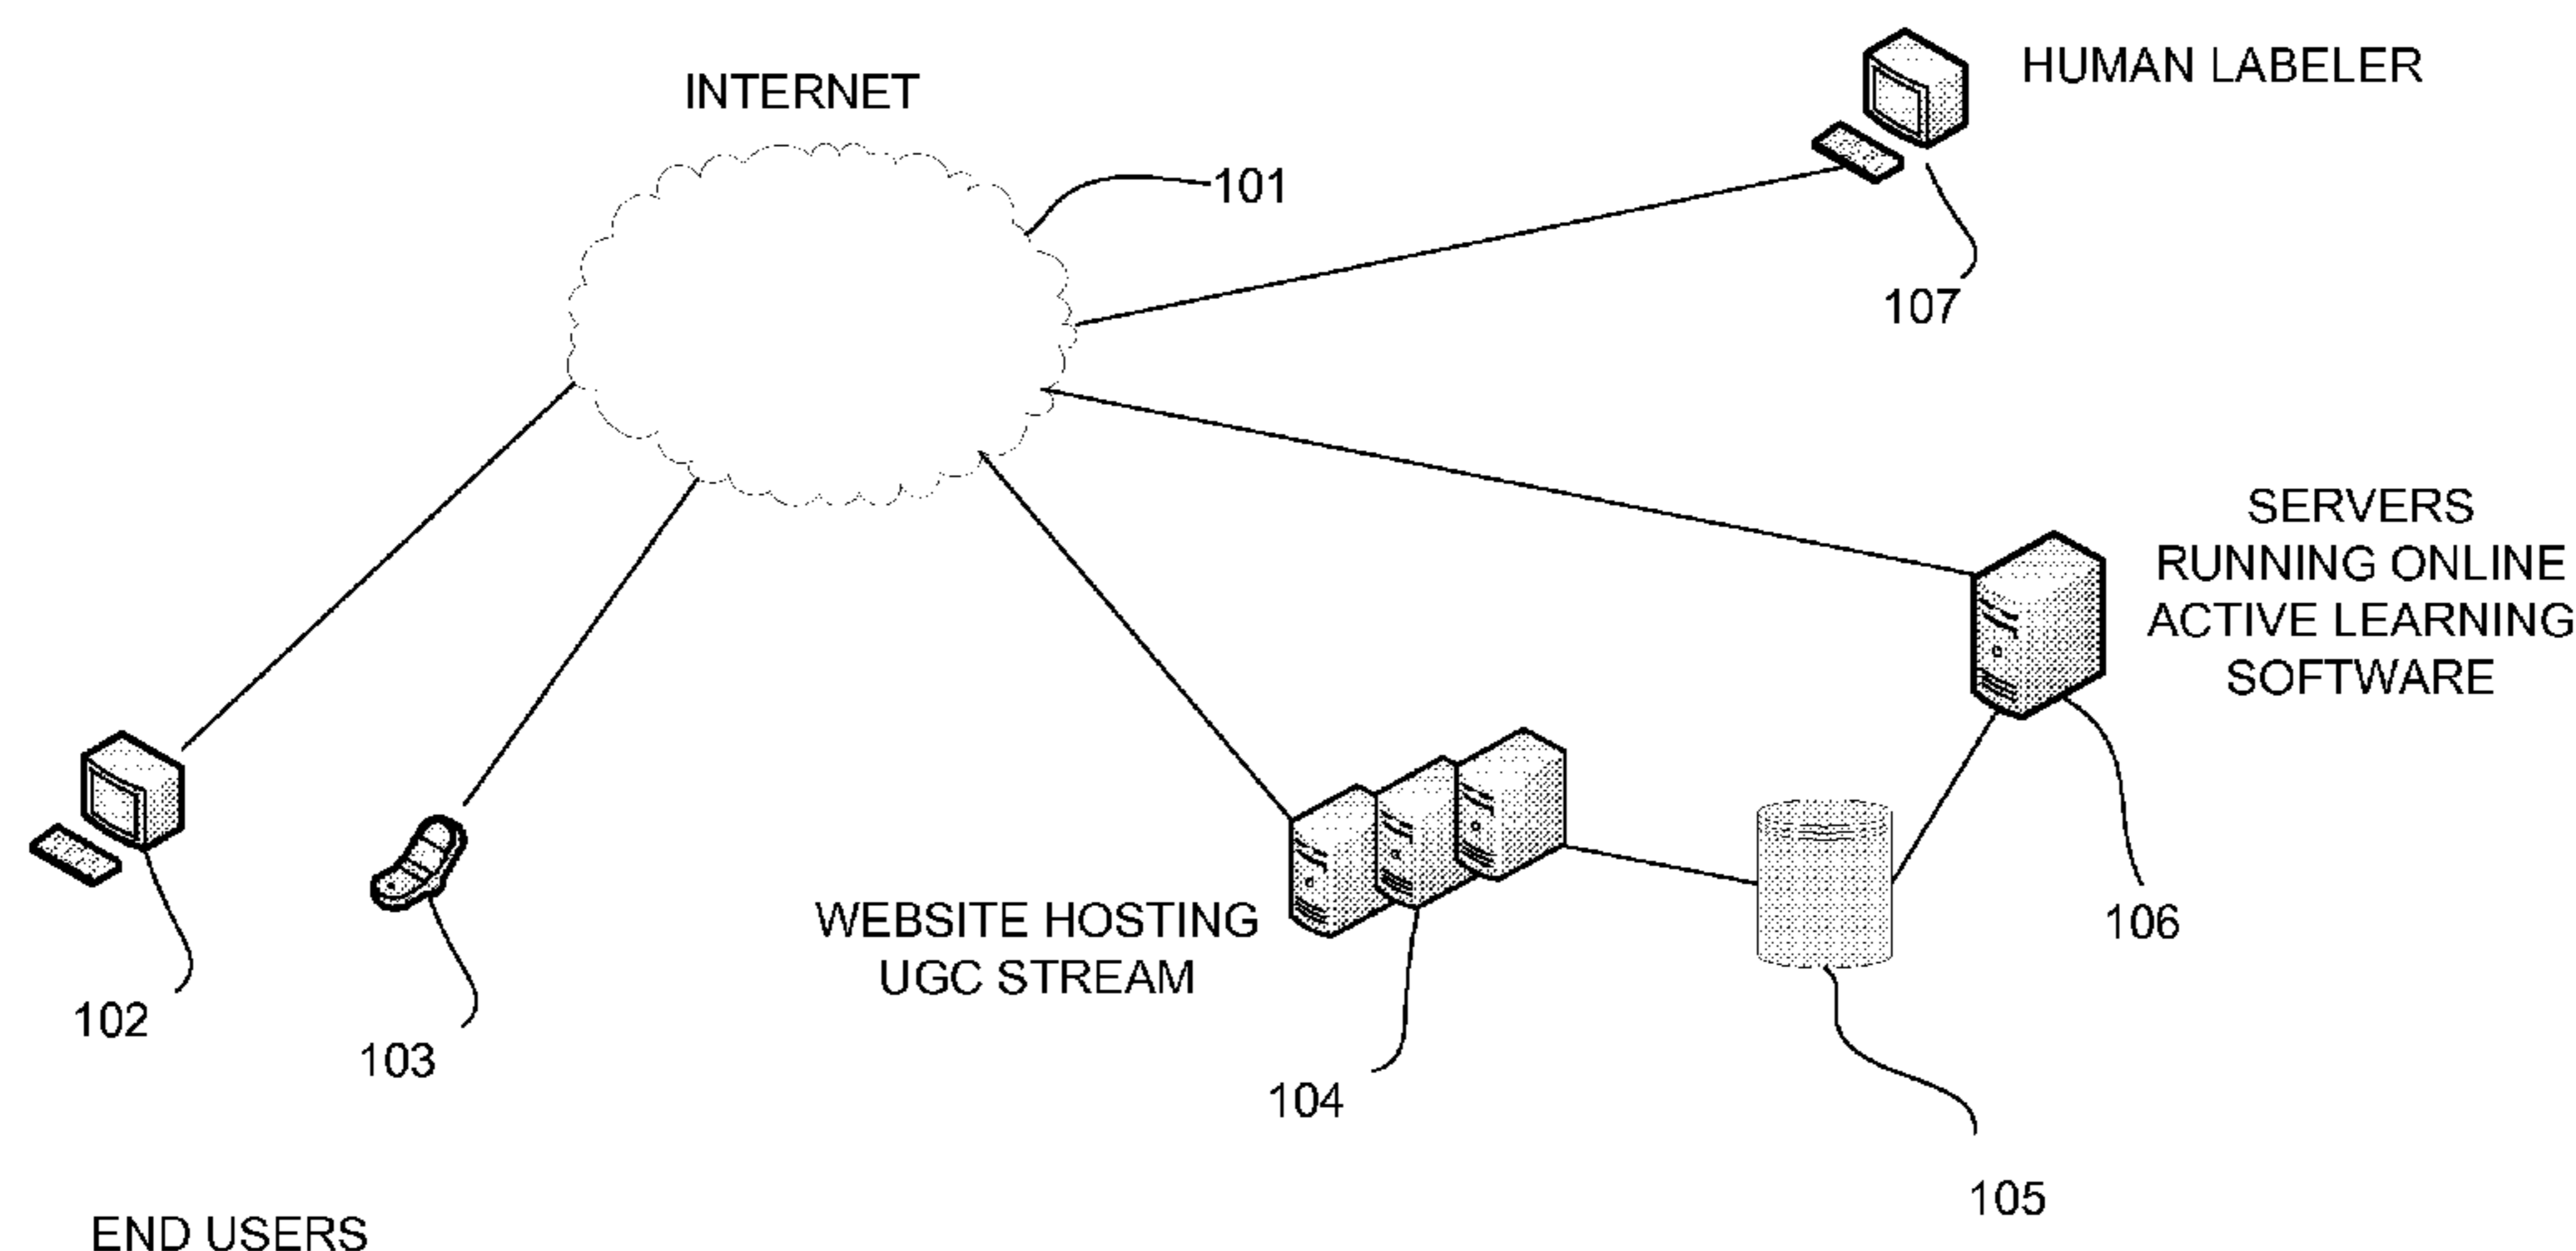 INTERNET
HUMAN LABELER
101
107
SERVERS
RUNNING ONLINE
ACTIVE LEARNING
SOFTWARE
WEBSITE HOSTING
UGC STREAM
106
102
103
104
105
END USERS